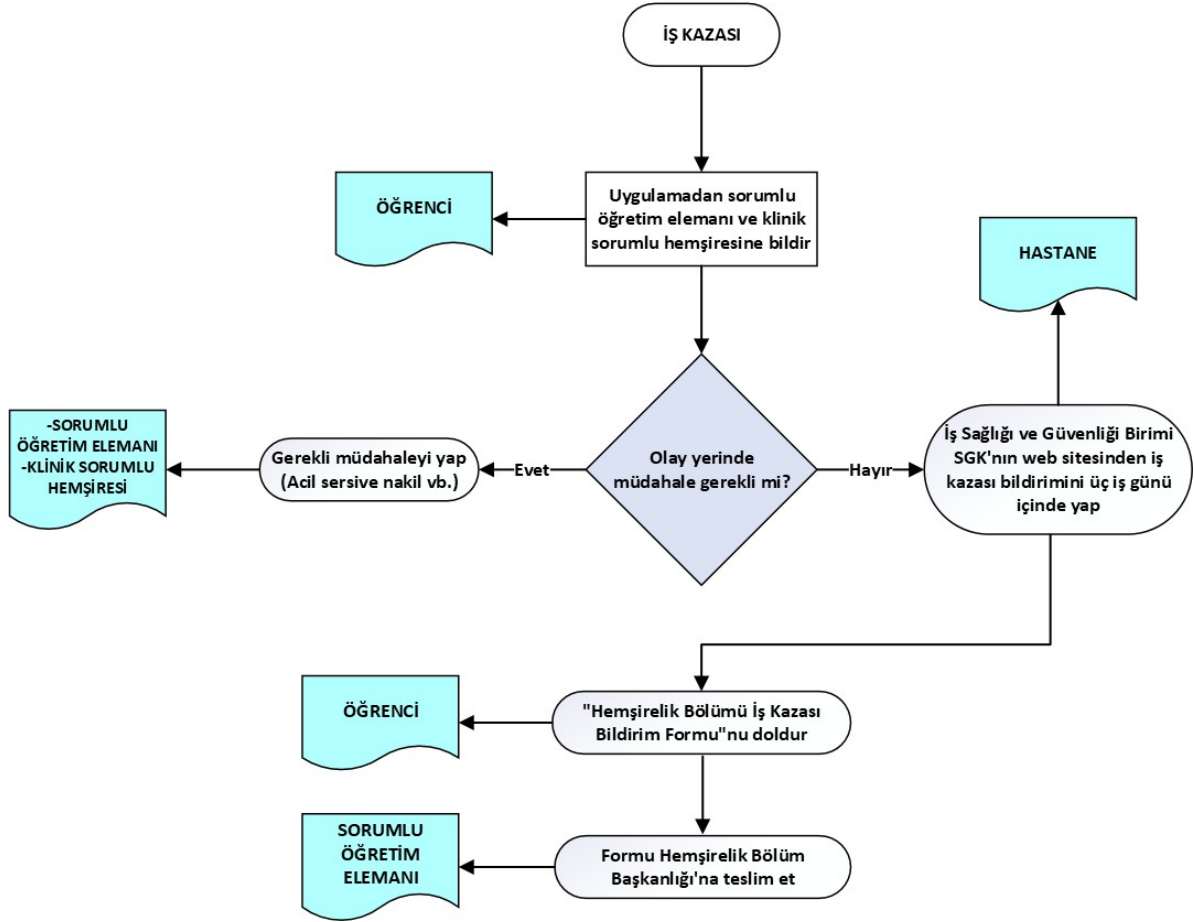 İŞ KAZASI
ÖĞRENCİ
Uygulamadan sorumlu
öğretim elemanı ve klinik
sorumlu hemşiresine bildir
HASTANE
-SORUMLU
ÖĞRETİM ELEMANI
-KLİNİK SORUMLU
HEMŞİRESİ
Gerekli müdahaleyi yap
(Acil sersive nakil vb.)
Evet
Olay yerinde
müdahale gerekli mi?
Hayır
İş Sağlığı ve Güvenliği Birimi
SGK'nın web sitesinden iş
kazası bildirimini üç iş günü
içinde yap
ÖĞRENCİ
"Hemşirelik Bölümü İş Kazası
Bildirim Formu"nu doldur
SORUMLU
ÖĞRETİM
ELEMANI
Formu Hemşirelik Bölüm
Başkanlığı'na teslim et